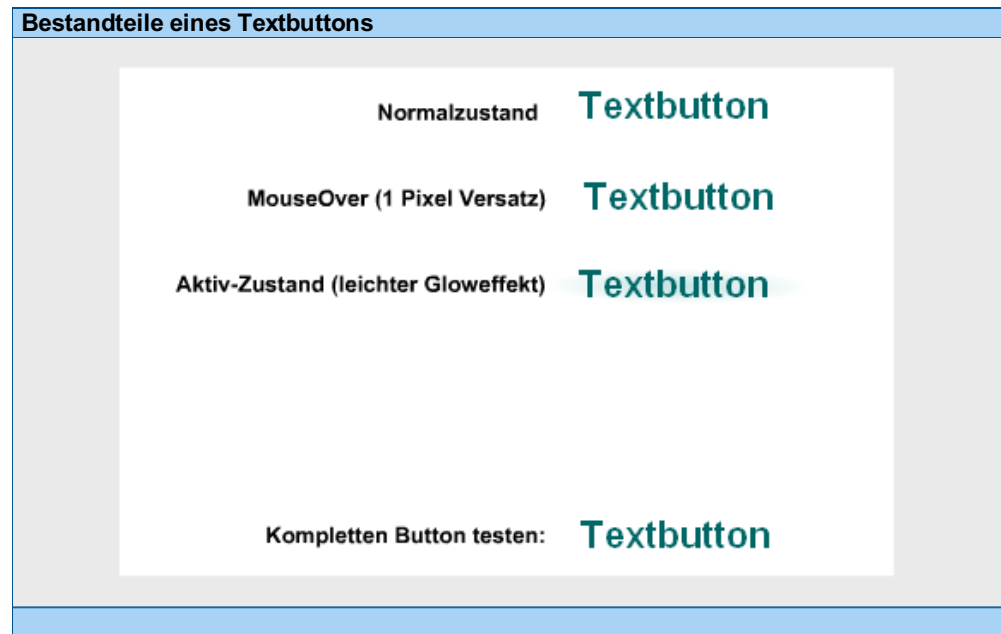 Bestandteile eines Textbuttons
Normalzustand Textbutton
MouseOver (1 Pixel Versatz) Textbutton
Aktiv-Zustand (leichter Gloweffekt) Textbutton
Kompletten Button testen: Textbutton